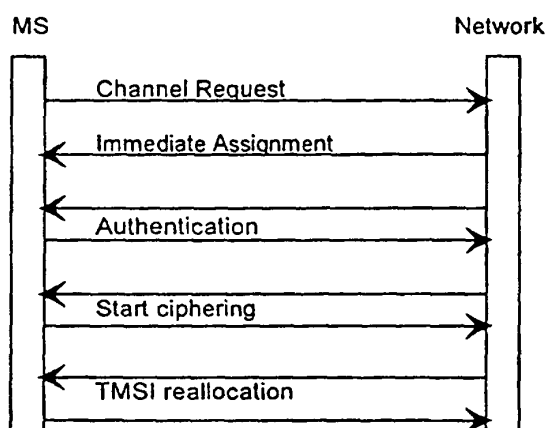 MS Network
Channel Request
Immediate Assignment
Authentication
Start ciphering
TMSI reallocation